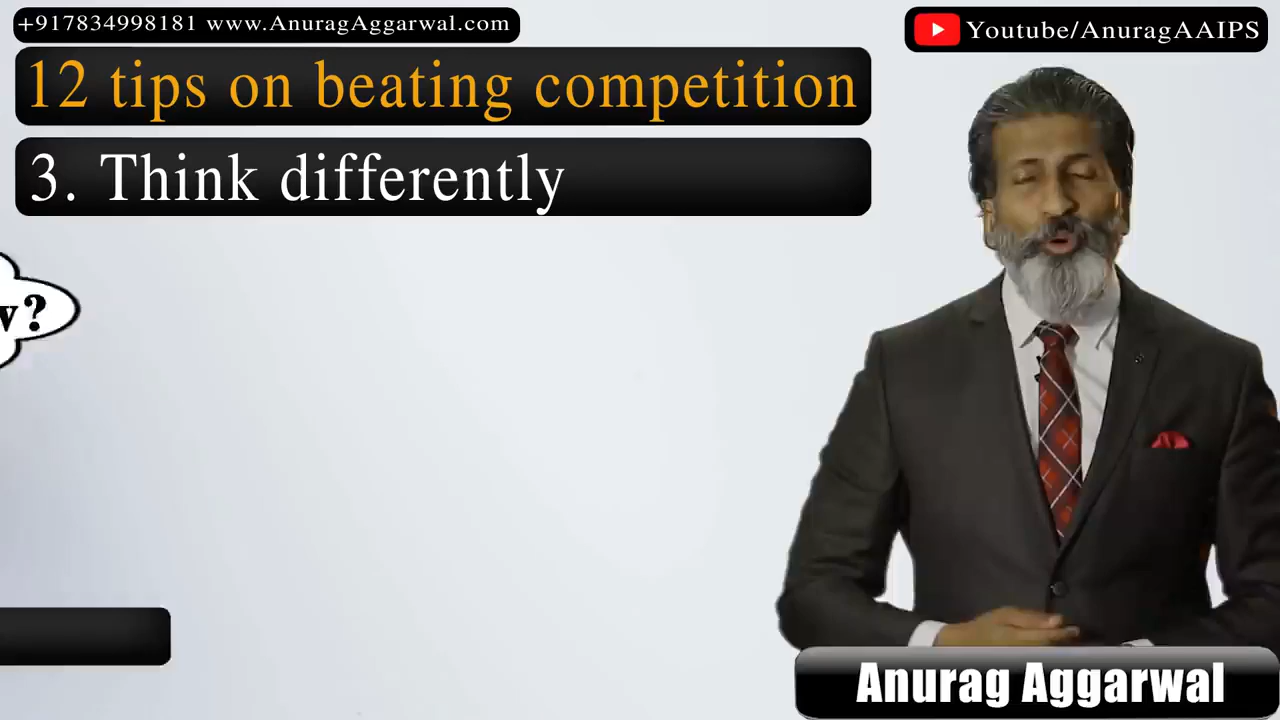 +917834998181 www.AnuragAggarwal.com
Youtube/AnuragAAIPS
12 tips on beating competition
3. Think differently
?
Anurag Aggarwal